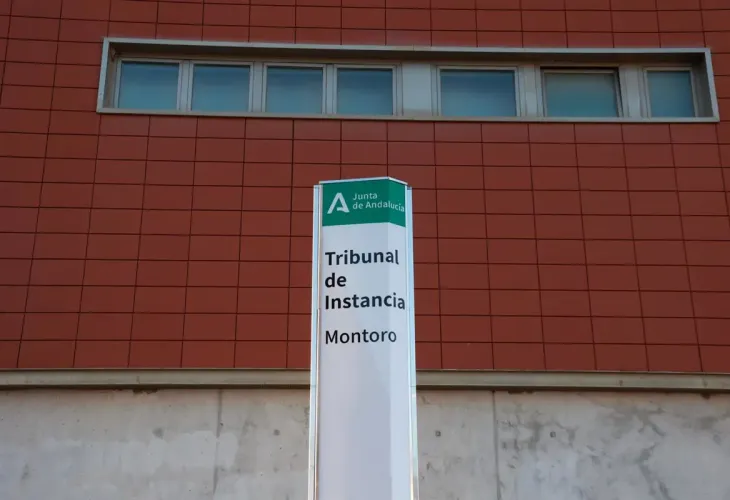 Junta
de Andalucía
Tribunal
de
Instancia
Montoro